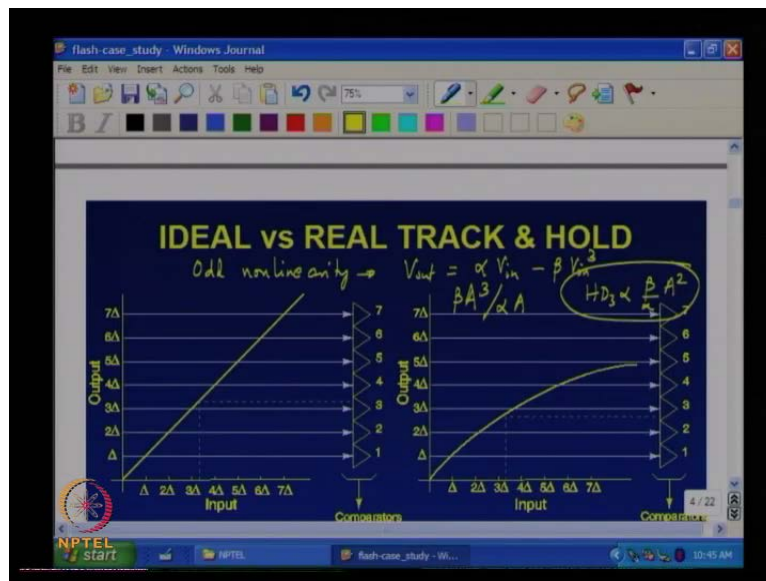 flash-case_study - Windows Journal
File Edit View Insert Actions Tools Help
75%
B I
IDEAL vs REAL TRACK & HOLD
Odd nonlinearity → Vout = α Vin - β Vin³
βA³/αA
HD₃ ∝ β/α A²
Output
7Δ
6Δ
5Δ
4Δ
3Δ
2Δ
Δ
7
6
5
4
3
2
1
Δ 2Δ 3Δ 4Δ 5Δ 6Δ 7Δ
Input
Comparators
Output
7Δ
6Δ
5Δ
4Δ
3Δ
2Δ
Δ
7
6
5
4
3
2
1
Δ 2Δ 3Δ 4Δ 5Δ 6Δ 7Δ
Input
Comparators
4 / 22
NPTEL
start
NPTEL
flash-case_study - Wi...
10:45 AM